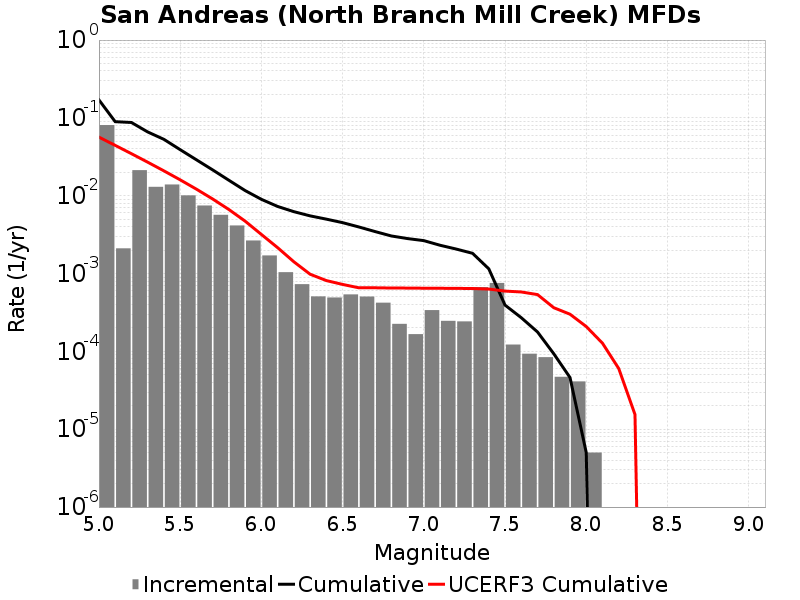 San Andreas (North Branch Mill Creek) MFDs
10^0
10^-1
10^-2
10^-3
10^-4
10^-5
10^-6
Rate (1/yr)
5.0 5.5 6.0 6.5 7.0 7.5 8.0 8.5 9.0
Magnitude
Incremental Cumulative UCERF3 Cumulative